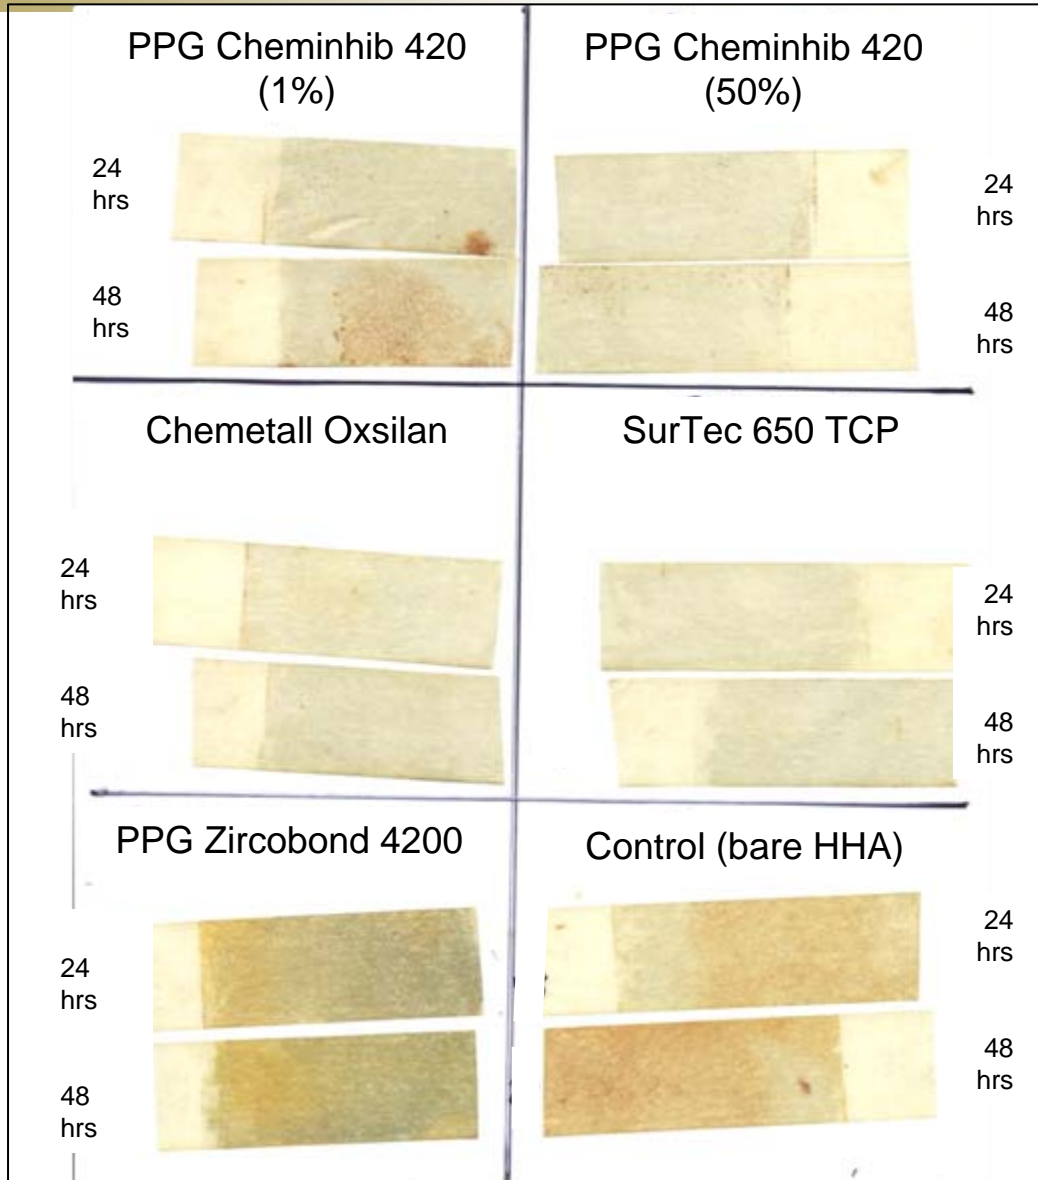 PPG Cheminhib 420
(1%)
PPG Cheminhib 420
(50%)
24
hrs
24
hrs
48
hrs
48
hrs
Chemetall Oxsilan
SurTec 650 TCP
24
hrs
24
hrs
48
hrs
48
hrs
PPG Zircobond 4200
Control (bare HHA)
24
hrs
24
hrs
48
hrs
48
hrs